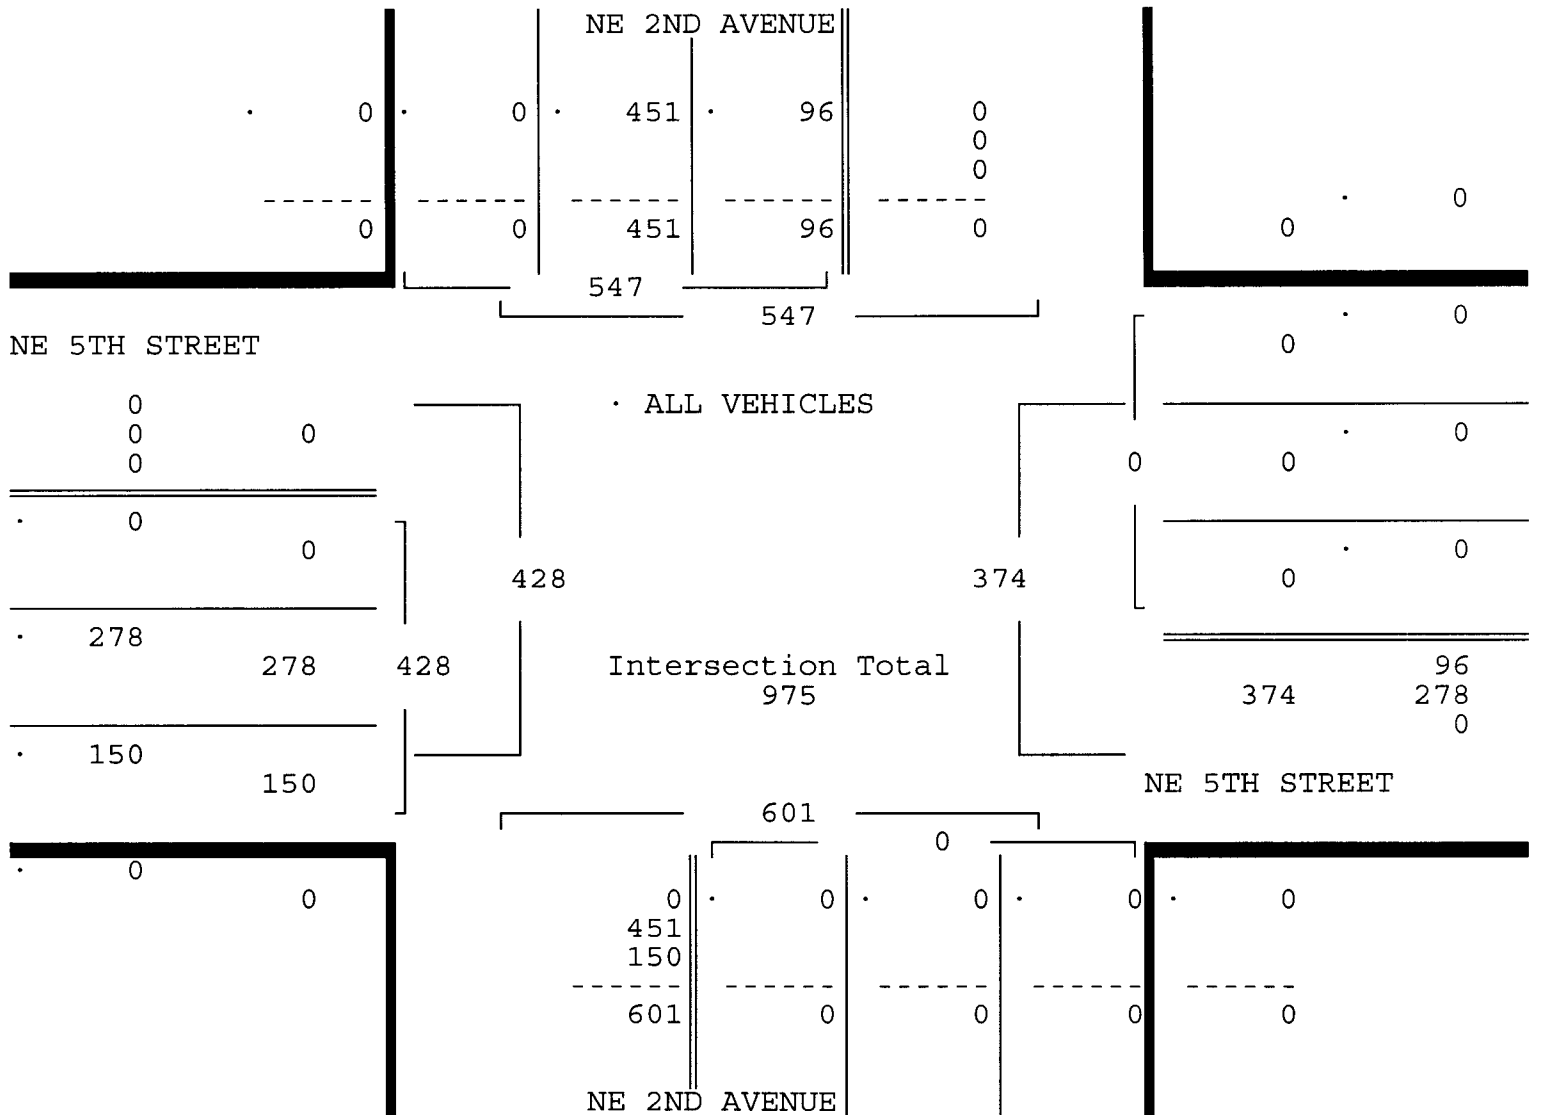 NE 2ND AVENUE
· 0 · 0 · 451 · 96 0
0
0
------ ------ ------ ------ ------ · 0
0 0 451 96 0 0
547
547 · 0
NE 5TH STREET 0
0 · ALL VEHICLES
0 0 · 0
0 0 0
· 0
0 · 0
428 374 0
· 278
278 428 Intersection Total 96
975 374 278
0
· 150
150 NE 5TH STREET
601
0
· 0
0 0 · 0 · 0 · 0 · 0
451
150
------ ------ ------ ------ ------
601 0 0 0 0
NE 2ND AVENUE